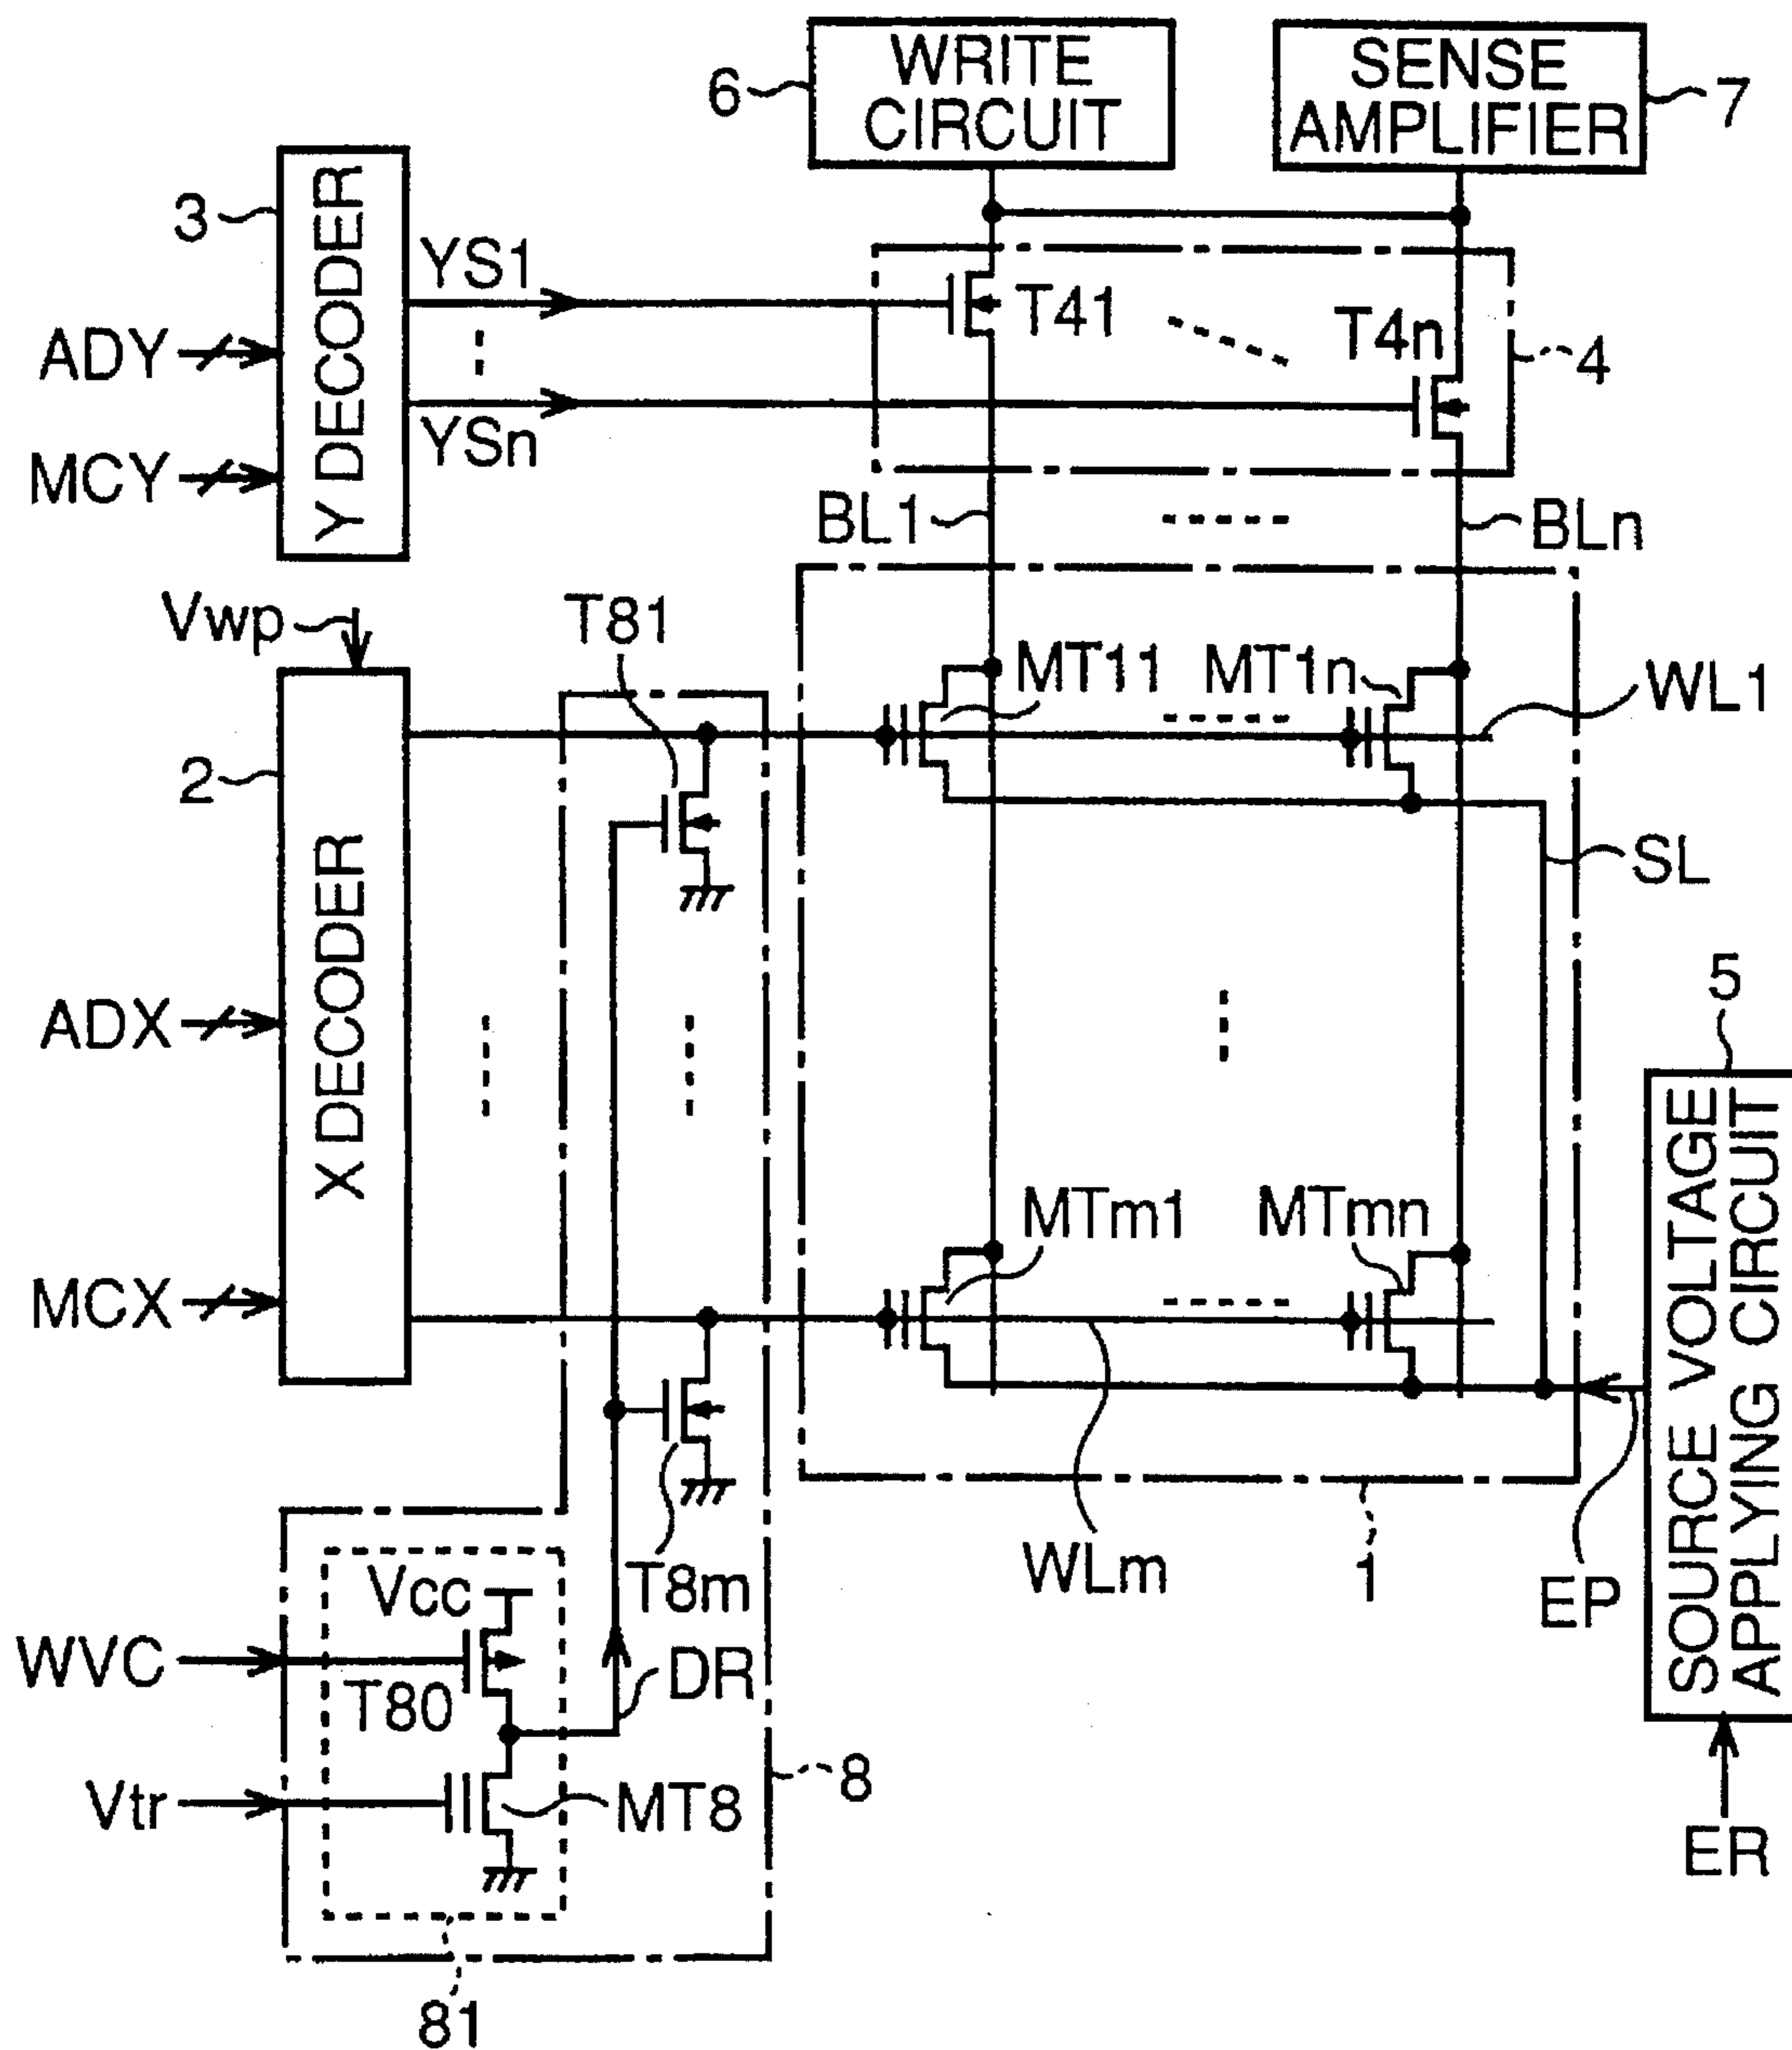 WRITE
CIRCUIT
6
SENSE
AMPLIFIER
7
3
Y DECODER
YS1
T41
T4n
4
ADY
YSn
MCY
BL1
BLn
Vwp
T81
MT11
MT1n
WL1
2
X DECODER
SL
ADX
5
SOURCE VOLTAGE
APPLYING CIRCUIT
MTm1
MTmn
MCX
T8m
WLm
1
EP
Vcc
WVC
T80
DR
Vtr
MT8
8
ER
81